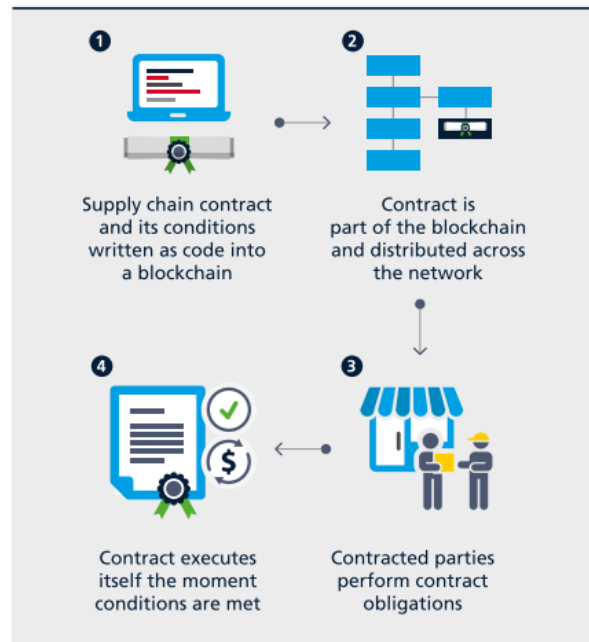 1
Supply chain contract
and its conditions
written as code into
a blockchain
2
Contract is
part of the blockchain
and distributed across
the network
3
Contracted parties
perform contract
obligations
4
$
Contract executes
itself the moment
conditions are met